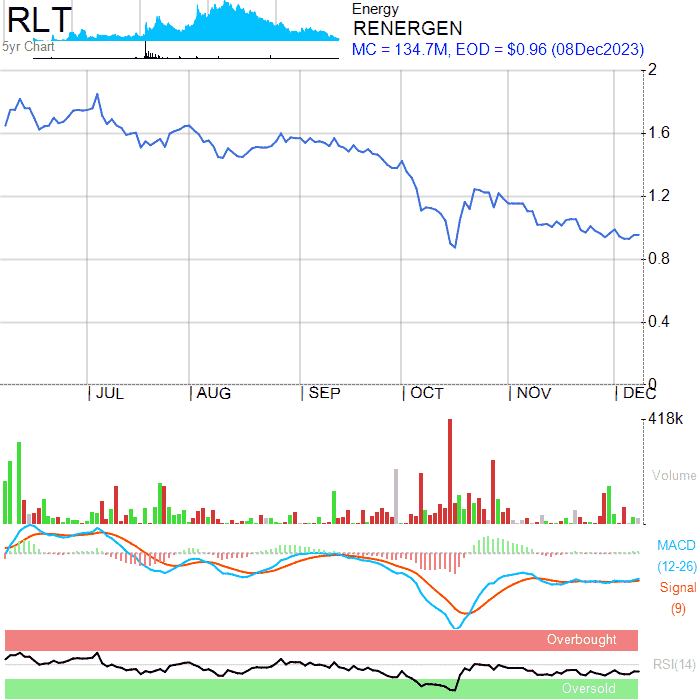 RLT
5yr Chart
Energy
RENERGEN
MC = 134.7M, EOD = $0.96 (08Dec2023)
2
1.6
1.2
0.8
0.4
0
JUL AUG SEP OCT NOV DEC
418k
Volume
MACD
(12-26)
Signal
(9)
Overbought
RSI(14)
Oversold